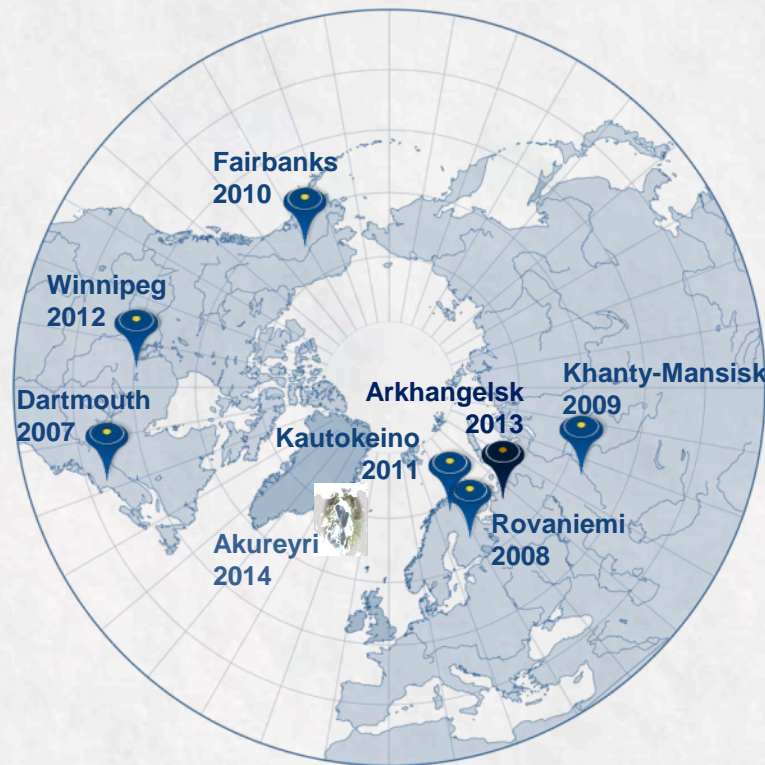 Fairbanks
2010
Winnipeg
2012
Dartmouth
2007
Khanty-Mansisk
2009
Arkhangelsk
2013
Kautokeino
2011
Rovaniemi
2008
Akureyri
2014